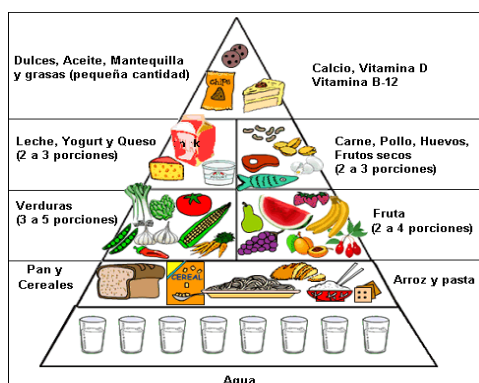 Dulces, Aceite, Mantequilla
y grasas (pequeña cantidad)
Calcio, Vitamina D
Vitamina B-12
CHIPS
Leche, Yogurt y Queso
(2 a 3 porciones)
Carne, Pollo, Huevos,
Frutos secos
(2 a 3 porciones)
Verduras
(3 a 5 porciones)
Fruta
(2 a 4 porciones)
Pan y
Cereales
CEREAL
Arroz y pasta
Agua